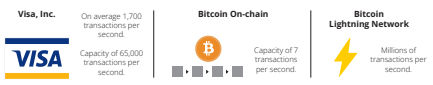 Visa, Inc.
On average 1,700
transactions per
second.
VISA
Capacity of 65,000
transactions per
second.
Bitcoin On-chain
₿
Capacity of 7
transactions
per second.
Bitcoin
Lightning Network
Millions of
transactions per
second.